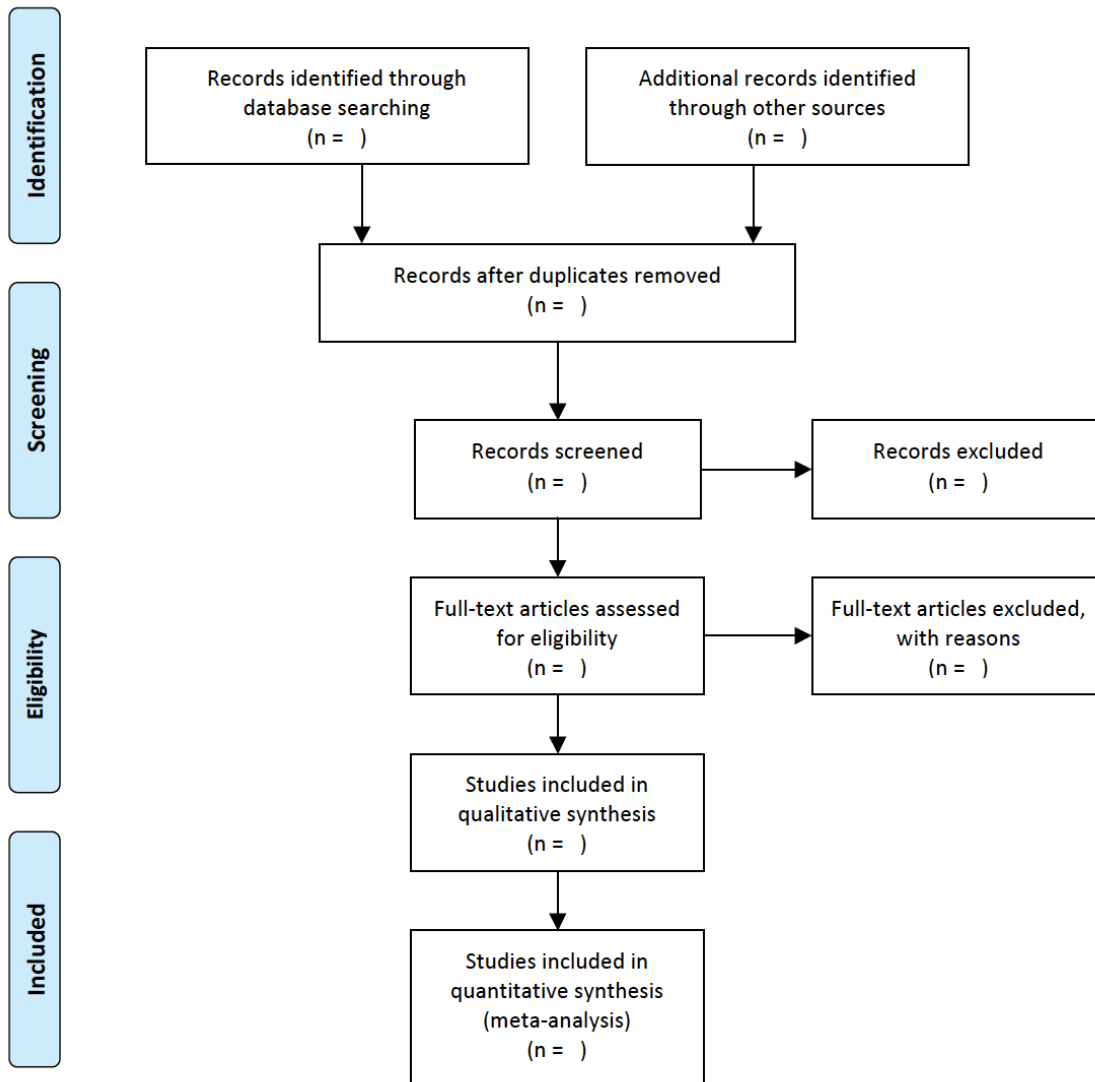 Identification
Records identified through
database searching
(n =   )
Additional records identified
through other sources
(n =   )
Records after duplicates removed
(n =   )
Screening
Records screened
(n =   )
Records excluded
(n =   )
Eligibility
Full-text articles assessed
for eligibility
(n =   )
Full-text articles excluded,
with reasons
(n =   )
Studies included in
qualitative synthesis
(n =   )
Included
Studies included in
quantitative synthesis
(meta-analysis)
(n =   )